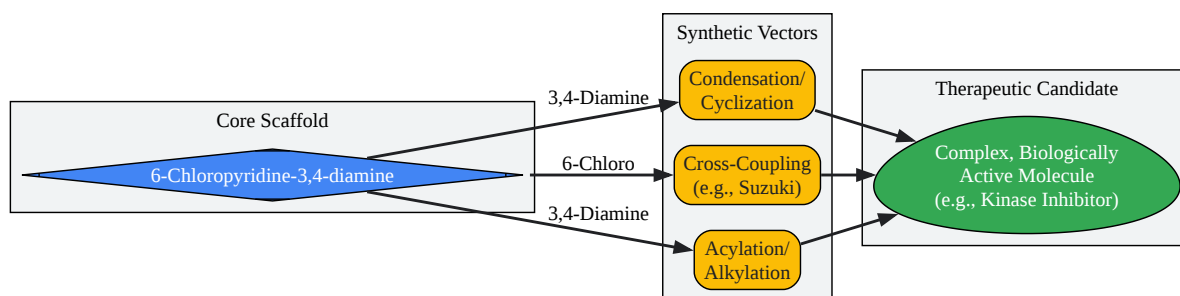 Core Scaffold
6-Chloropyridine-3,4-diamine
3,4-Diamine
6-Chloro
3,4-Diamine
Synthetic Vectors
Condensation/
Cyclization
Cross-Coupling
(e.g., Suzuki)
Acylation/
Alkylation
Therapeutic Candidate
Complex, Biologically
Active Molecule
(e.g., Kinase Inhibitor)